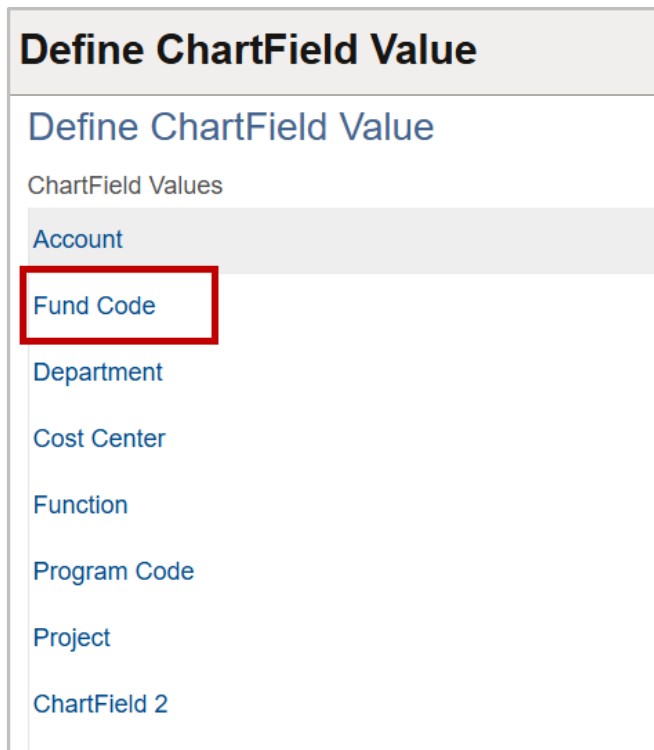 Define ChartField Value
Define ChartField Value
ChartField Values
Account
Fund Code
Department
Cost Center
Function
Program Code
Project
ChartField 2